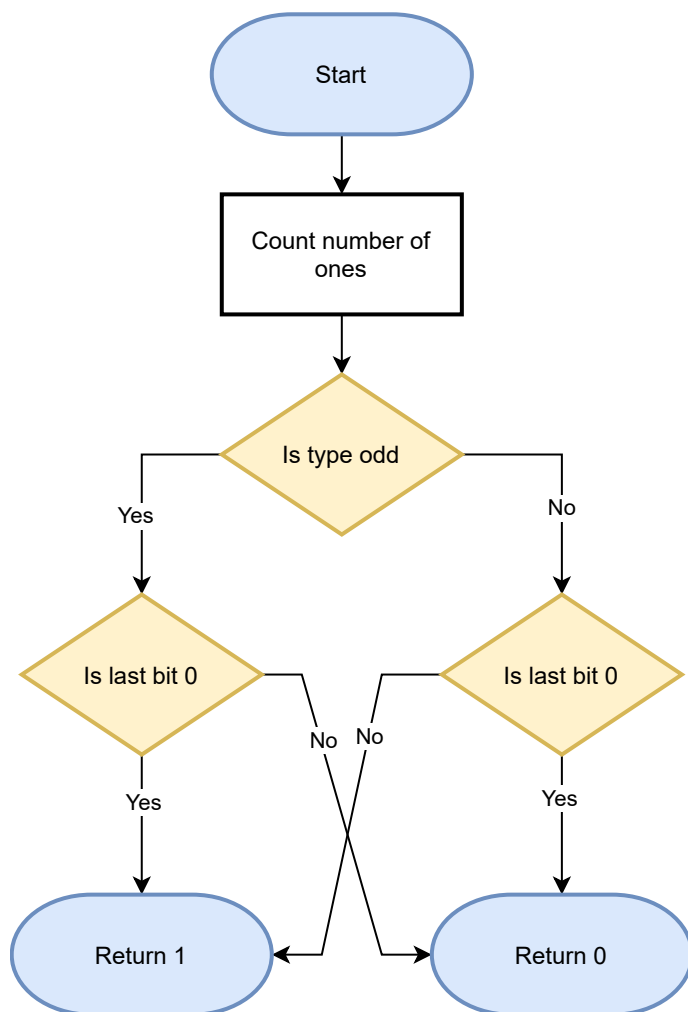 Start
Count number of
ones
Is type odd
Yes
No
Is last bit 0
Is last bit 0
No
No
Yes
Yes
Return 1
Return 0